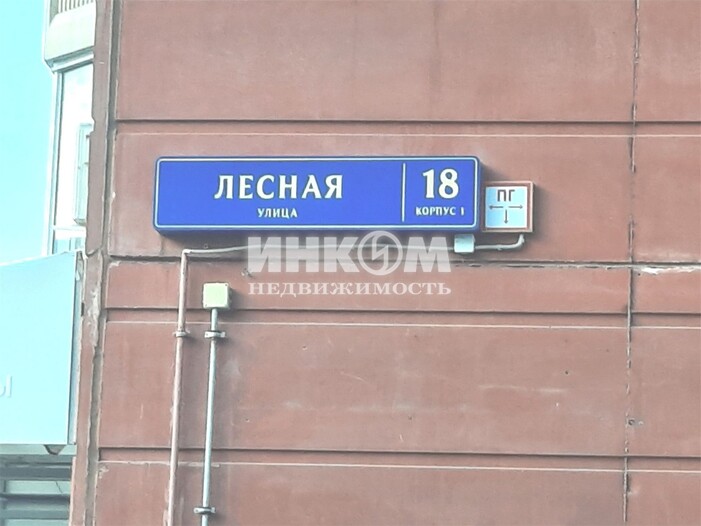 ЛЕСНАЯ
УЛИЦА
18
КОРПУС 1
ПГ
ИНКОМ
НЕДВИЖИМОСТЬ